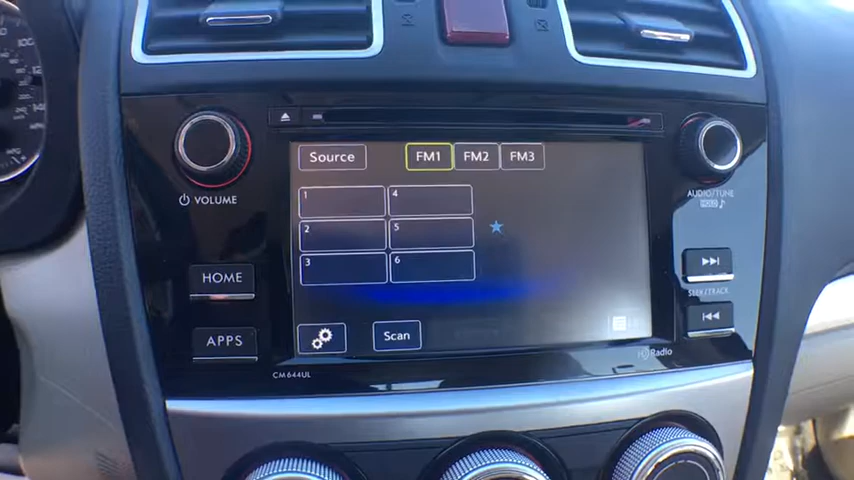 Source FM1 FM2 FM3
1 4
2 5
3 6
Scan
VOLUME
HOME
APPS
CM644UL
AUDIO/TUNE
SEEK/TRACK
HD Radio